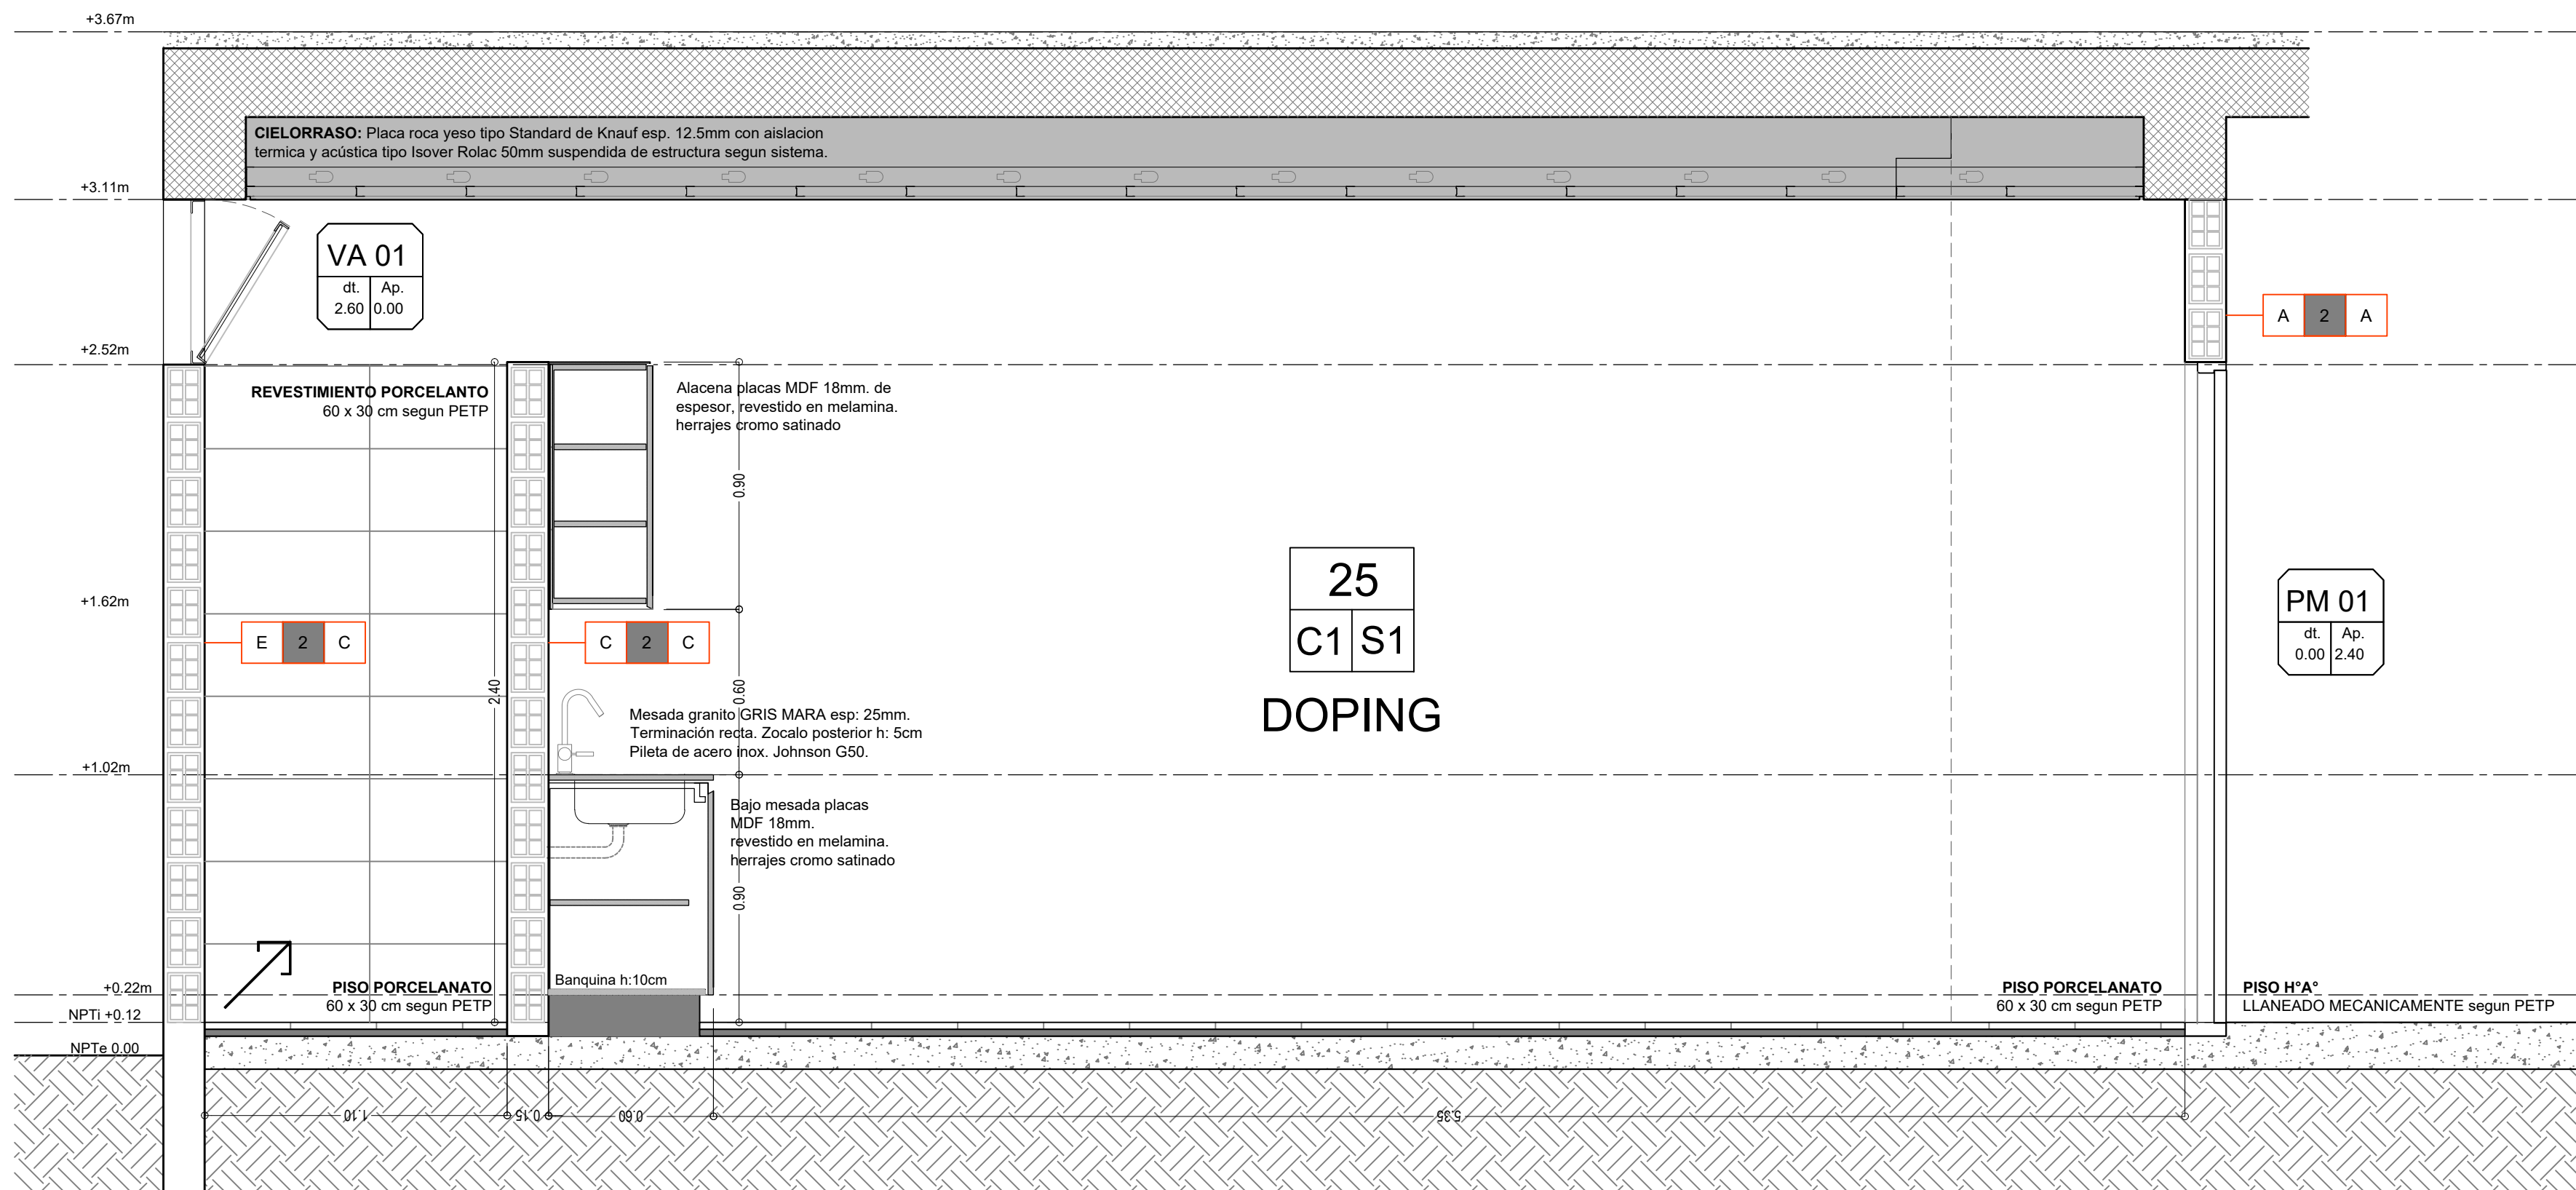 +3.67m
CIELORRASO: Placa roca yeso tipo Standard de Knauf esp. 12.5mm con aislacion
termica y acústica tipo Isover Rolac 50mm suspendida de estructura segun sistema.
+3.11m
VA 01
dt. Ap.
2.60 0.00
A 2 A
+2.52m
REVESTIMIENTO PORCELANTO
60 x 30 cm segun PETP
Alacena placas MDF 18mm. de
espesor, revestido en melamina.
herrajes cromo satinado
0.90
25
C1 S1
DOPING
PM 01
dt. Ap.
0.00 2.40
+1.62m
E 2 C
C 2 C
2.40
0.60
Mesada granito GRIS MARA esp: 25mm.
Terminación recta. Zocalo posterior h: 5cm
Pileta de acero inox. Johnson G50.
+1.02m
Bajo mesada placas
MDF 18mm.
revestido en melamina.
herrajes cromo satinado
0.90
Banquina h:10cm
+0.22m
PISO PORCELANATO
60 x 30 cm segun PETP
PISO PORCELANATO
60 x 30 cm segun PETP
PISO H°A°
LLANEADO MECANICAMENTE segun PETP
NPTi +0.12
NPTe 0.00
1.10
0.15
0.60
5.35